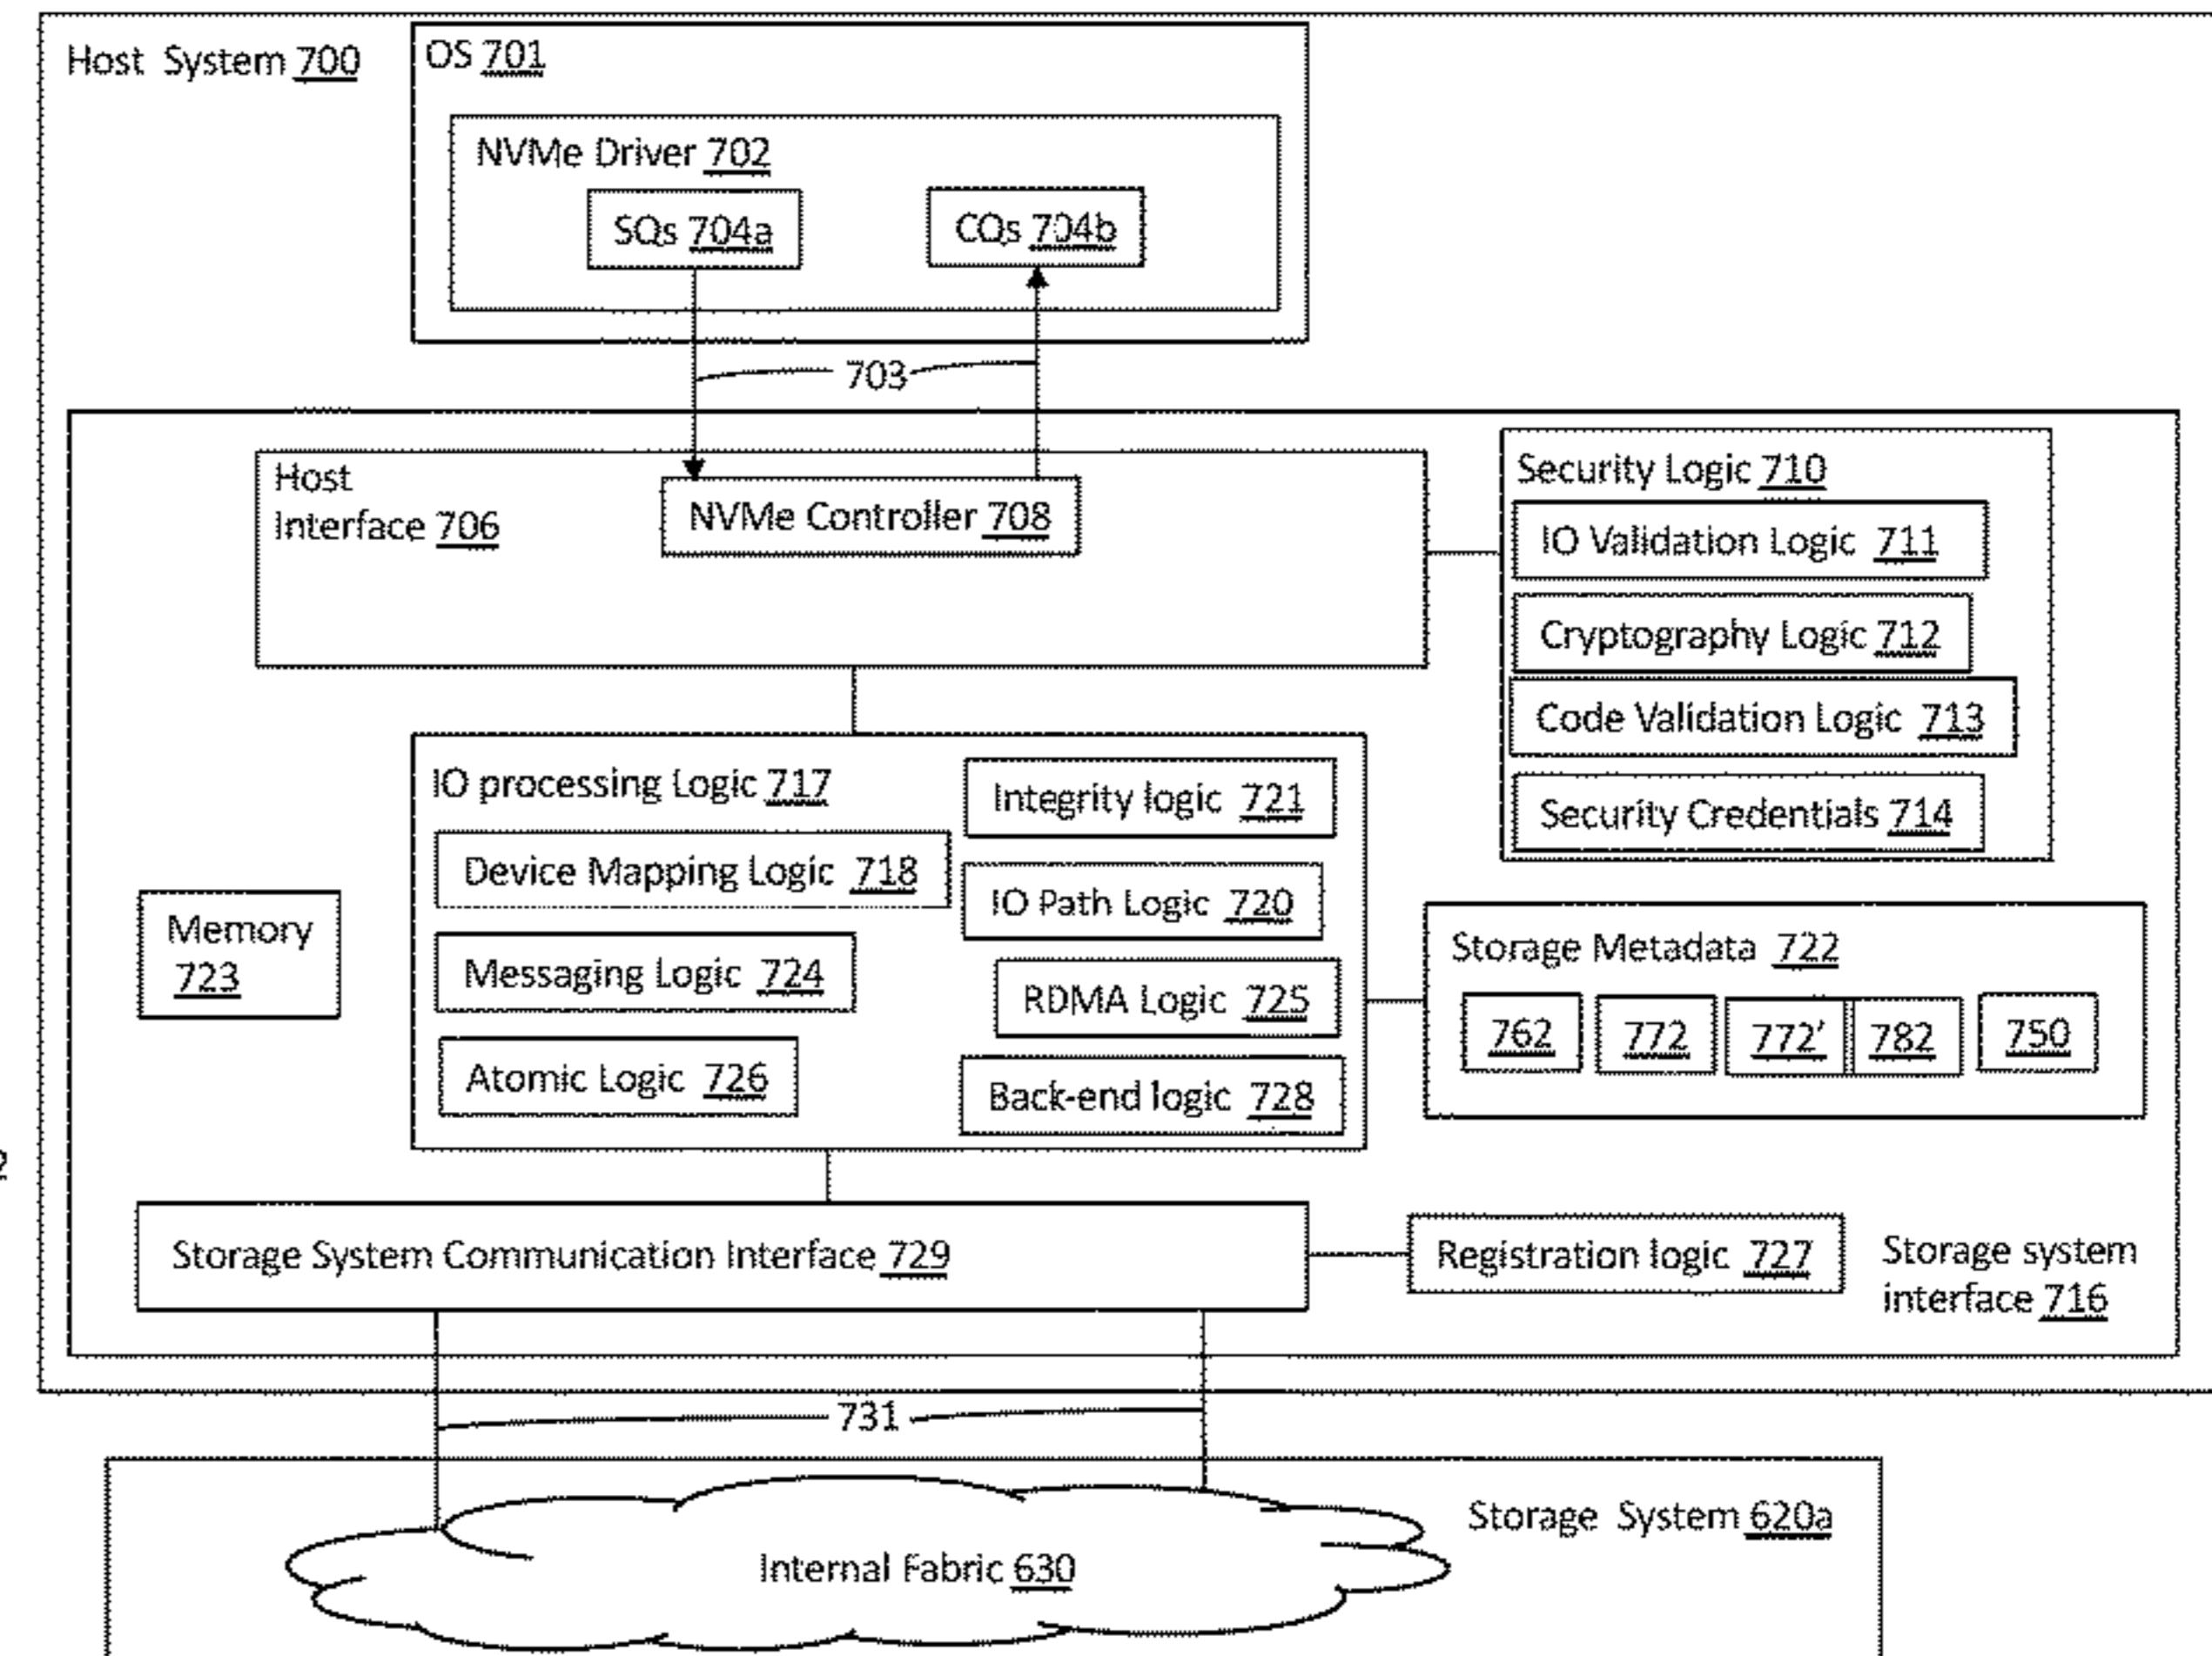 Host System 700
OS 701
NVMe Driver 702
SQs 704a
CQs 704b
703
Host
Interface 706
NVMe Controller 708
Security Logic 710
IO Validation Logic 711
Cryptography Logic 712
Code Validation Logic 713
Security Credentials 714
IO processing Logic 717
Integrity logic 721
Device Mapping Logic 718
IO Path Logic 720
Memory
723
Messaging Logic 724
RDMA Logic 725
Atomic Logic 726
Back-end logic 728
Storage Metadata 722
762
772
772'
782
750
Storage System Communication Interface 729
Registration logic 727
Storage system
interface 716
731
Storage System 620a
Internal Fabric 630